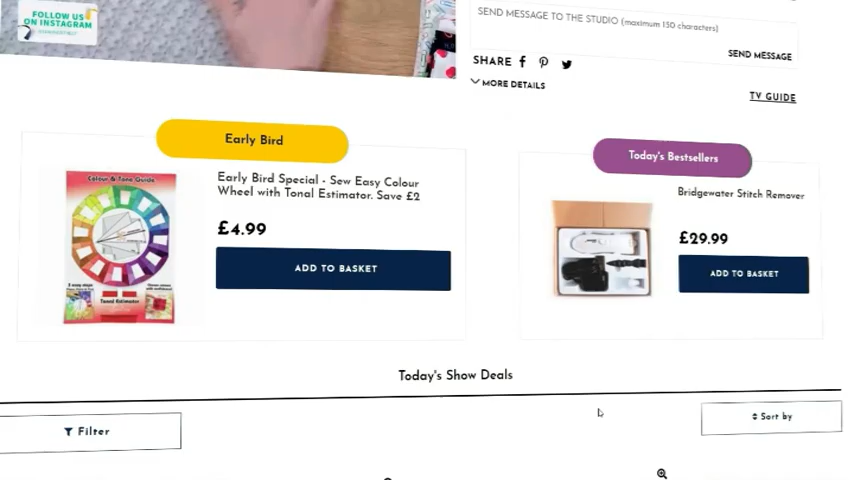 FOLLOW US
ON INSTAGRAM
SEND MESSAGE TO THE STUDIO (maximum 150 characters)
SEND MESSAGE
SHARE
MORE DETAILS
TV GUIDE
Early Bird
Today's Bestsellers
Colour & Tone Guide
Early Bird Special - Sew Easy Colour
Wheel with Tonal Estimator. Save £2
£4.99
ADD TO BASKET
Tonal Estimator
Bridgewater Stitch Remover
£29.99
ADD TO BASKET
Today's Show Deals
Filter
Sort by